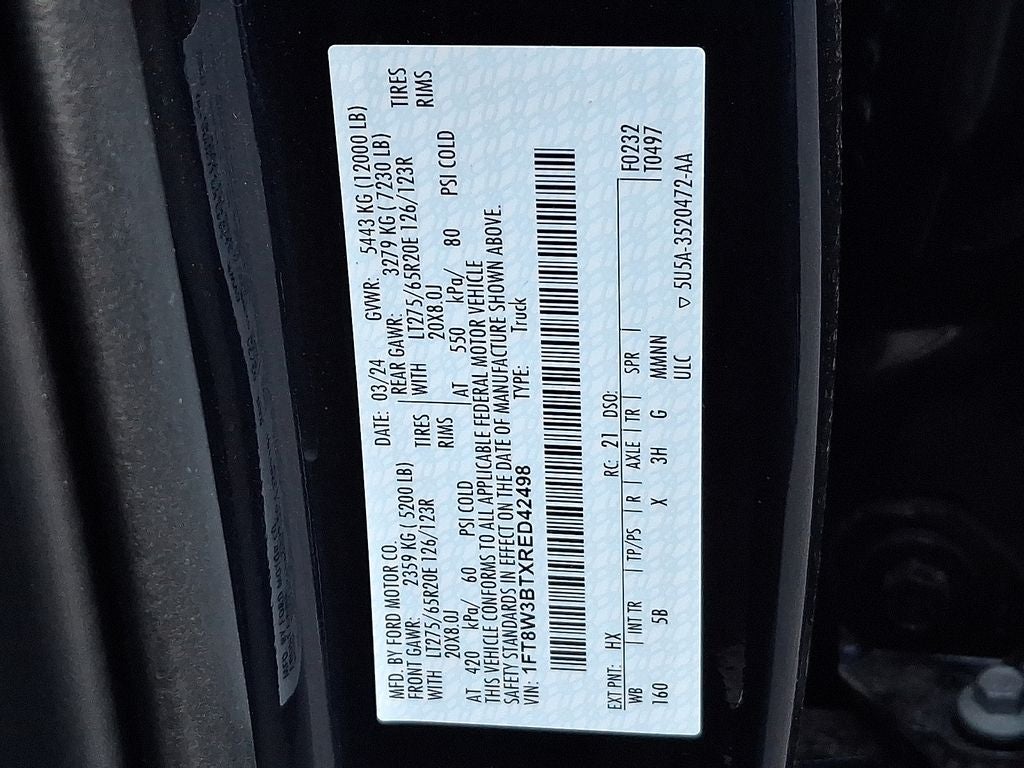 MFD. BY FORD MOTOR CO. DATE: 03/24 GVWR: 5443 KG (12000 LB)
FRONT GAWR: 2359 KG ( 5200 LB) REAR GAWR: 3279 KG ( 7230 LB)
WITH LT275/65R20E 126/123R TIRES WITH LT275/65R20E 126/123R TIRES
20X8.0J RIMS 20X8.0J RIMS
AT 420 kPa/ 60 PSI COLD AT 550 kPa/ 80 PSI COLD
THIS VEHICLE CONFORMS TO ALL APPLICABLE FEDERAL MOTOR VEHICLE
SAFETY STANDARDS IN EFFECT ON THE DATE OF MANUFACTURE SHOWN ABOVE.
VIN: 1FT8W3BTXRED42498 TYPE: Truck
EXT PNT: HX RC: 21 DSO: F0232
WB INT TR TP/PS R AXLE TR SPR T0497
160 5B X 3H G MMNN
ULC ▽ 5U5A-3520472-AA